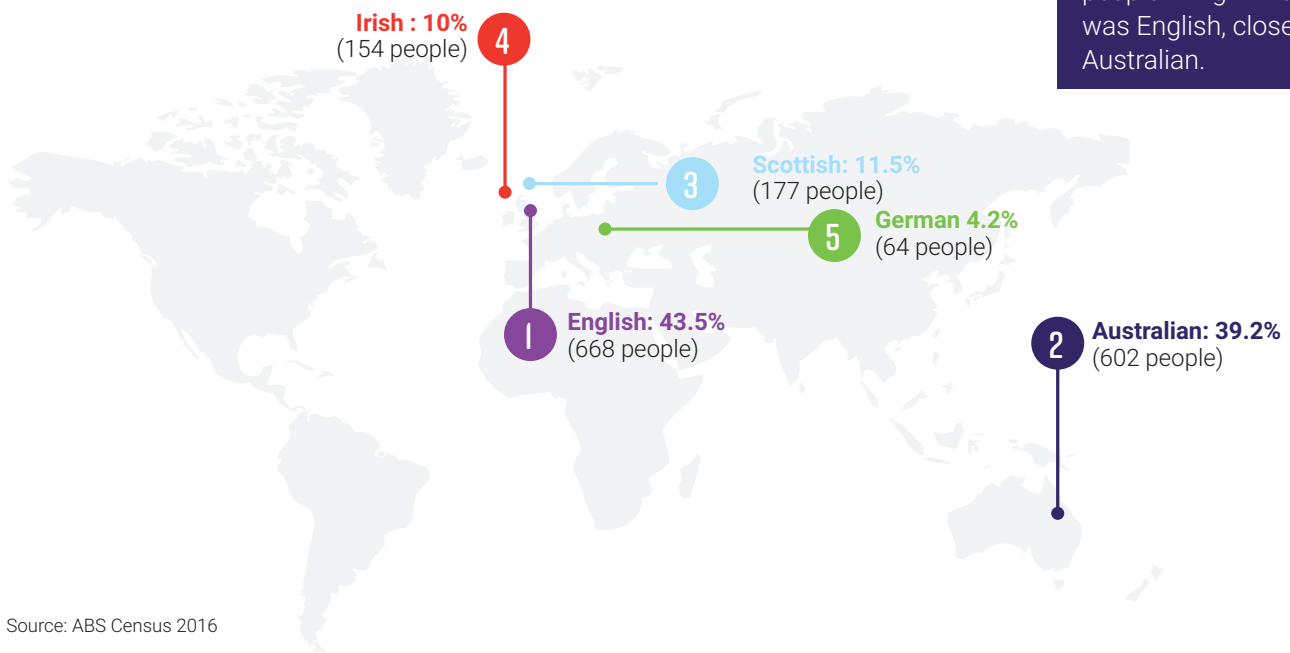 was English, close
Australian.
Irish : 10%
(154 people)
4
Scottish: 11.5%
(177 people)
3
German 4.2%
(64 people)
5
English: 43.5%
(668 people)
1
Australian: 39.2%
(602 people)
2
Source: ABS Census 2016